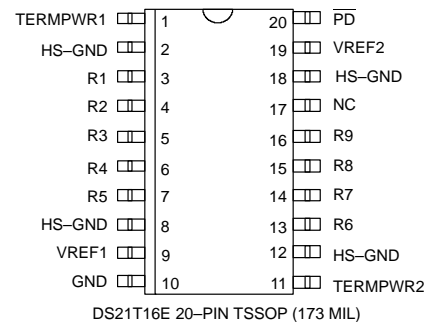 TERMPWR1 1 20 P̅D̅
HS–GND 2 19 VREF2
R1 3 18 HS–GND
R2 4 17 NC
R3 5 16 R9
R4 6 15 R8
R5 7 14 R7
HS–GND 8 13 R6
VREF1 9 12 HS–GND
GND 10 11 TERMPWR2
DS21T16E 20–PIN TSSOP (173 MIL)